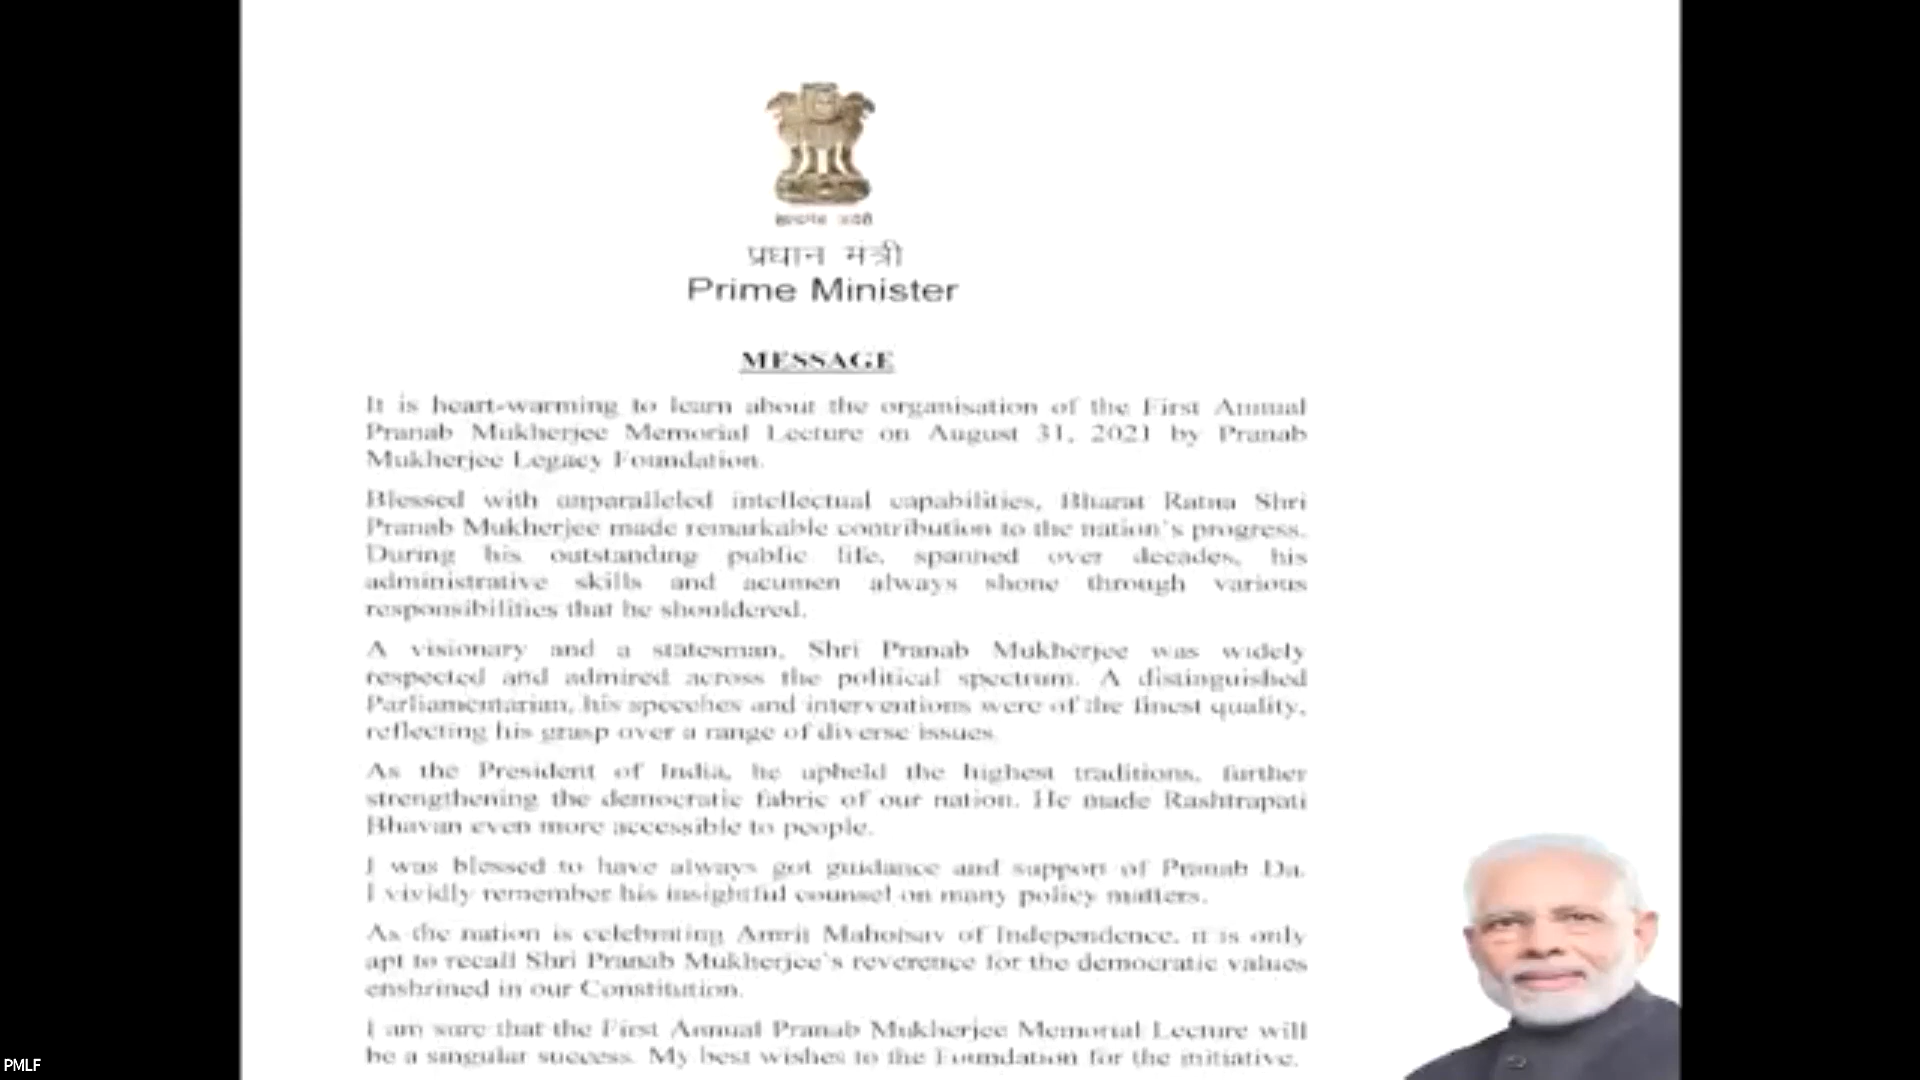 प्रधान मंत्री
Prime Minister
MESSAGE
It is heart-warming to learn about the organisation of the First Annual
Pranab Mukherjee Memorial Lecture on August 31, 2021 by Pranab
Mukherjee Legacy Foundation.
Blessed with unparalleled intellectual capabilities, Bharat Ratna Shri
Pranab Mukherjee made remarkable contribution to the nation's progress.
During his outstanding public life, spanned over decades, his
administrative skills and acumen always shone through various
responsibilities that he shouldered.
A visionary and a statesman, Shri Pranab Mukherjee was widely
respected and admired across the political spectrum. A distinguished
Parliamentarian, his speeches and interventions were of the finest quality,
reflecting his grasp over a range of diverse issues.
As the President of India, he upheld the highest traditions, further
strengthening the democratic fabric of our nation. He made Rashtrapati
Bhavan even more accessible to people.
I was blessed to have always got guidance and support of Pranab Da.
I vividly remember his insightful counsel on many policy matters.
As the nation is celebrating Amrit Mahotsav of Independence, it is only
apt to recall Shri Pranab Mukherjee's reverence for the democratic values
enshrined in our Constitution.
I am sure that the First Annual Pranab Mukherjee Memorial Lecture will
be a singular success. My best wishes to the Foundation for the initiative.
PMLF